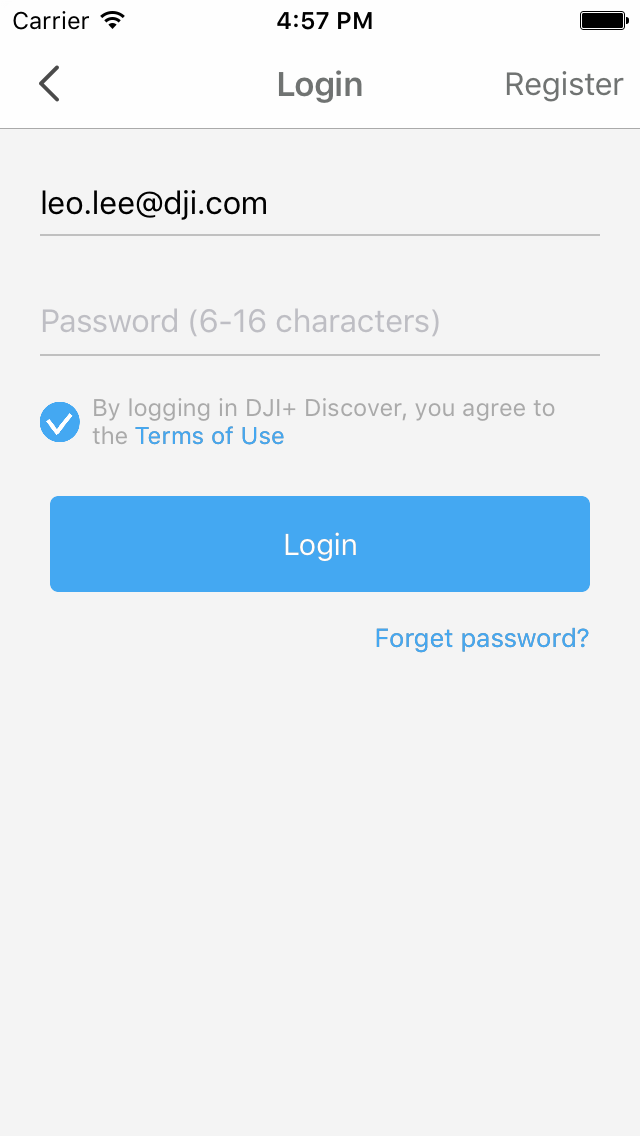 Carrier 4:57 PM
Login Register
leo.lee@dji.com
Password (6-16 characters)
By logging in DJI+ Discover, you agree to
the Terms of Use
Login
Forget password?